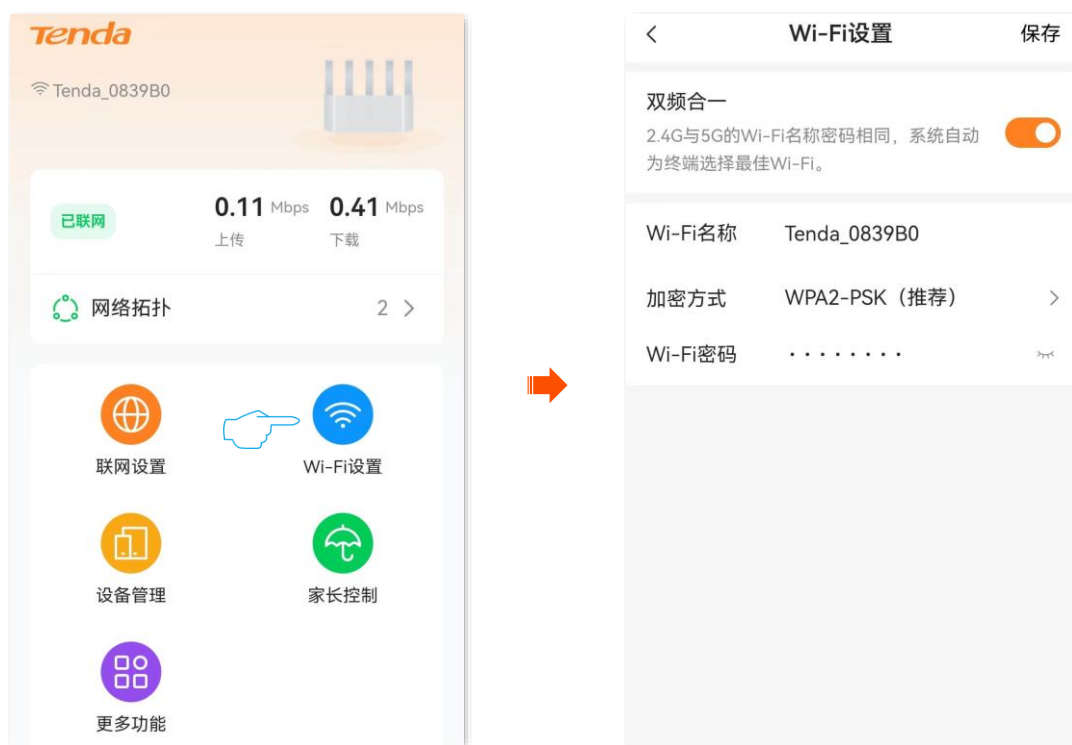 Tenda
Tenda_0839B0
已联网
0.11 Mbps
上传
0.41 Mbps
下载
网络拓扑
2
联网设置
Wi-Fi设置
设备管理
家长控制
更多功能
Wi-Fi设置
保存
双频合一
2.4G与5G的Wi-Fi名称密码相同，系统自动
为终端选择最佳Wi-Fi。
Wi-Fi名称 Tenda_0839B0
加密方式 WPA2-PSK（推荐）
Wi-Fi密码 ········